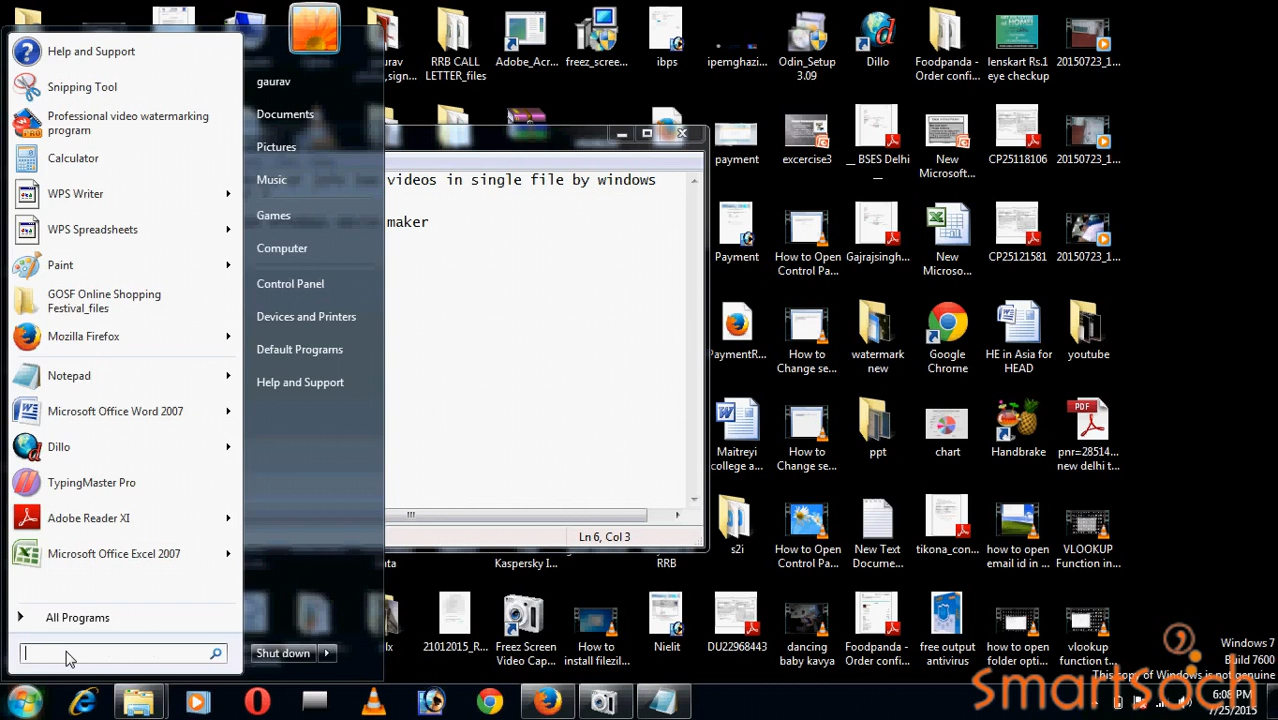 Help and Support
Snipping Tool
Professional video watermarking
program
Calculator
WPS Writer
WPS Spreadsheets
Paint
GOSF Online Shopping
Festival_files
Mozilla Firefox
Notepad
Microsoft Office Word 2007
Dillo
TypingMaster Pro
Adobe Reader XI
Microsoft Office Excel 2007
All Programs
gaurav
Documents
Pictures
Music
Games
Computer
Control Panel
Devices and Printers
Default Programs
Help and Support
Shut down
videos in single file by windows
maker
Ln 6, Col 3
RRB CALL
LETTER_files
Adobe_Acr...
freez_scree...
ibps
ipemghazi...
Odin_Setup
3.09
Dillo
Foodpanda -
Order confi...
lenskart Rs.1
eye checkup
20150723_1...
payment
excercise3
__ BSES Delhi
__
New
Microsoft...
CP25118106
20150723_1...
Payment
How to Open
Control Pa...
Gajrajsingh...
New
Microso...
CP25121581
20150723_1...
PaymentR...
How to
Change se...
watermark
new
Google
Chrome
HE in Asia for
HEAD
youtube
Maitreyi
college a...
How to
Change se...
ppt
chart
Handbrake
PDF
pnr=28514...
new delhi t...
Kaspersky I...
RRB
s2i
How to Open
Control Pa...
New Text
Docume...
tikona_con...
how to open
email id in ...
VLOOKUP
Function in...
21012015_R...
Freez Screen
Video Cap...
How to
install filezil...
Nielit
DU22968443
dancing
baby kavya
Foodpanda -
Order confi...
free output
antivirus
how to open
folder optio...
vlookup
function t...
Windows 7
Build 7600
This copy of Windows is not genuine
6:08 PM
7/25/2015
Smartsoch